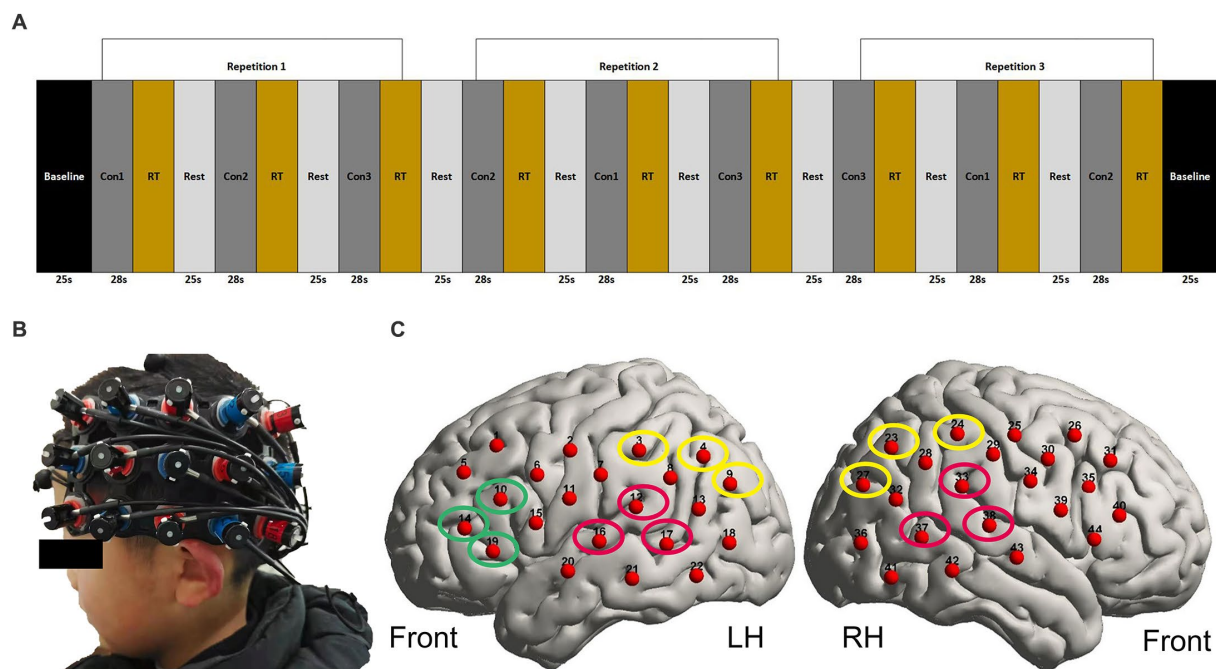 A
Repetition 1 Repetition 2 Repetition 3
Baseline Con1 RT Rest Con2 RT Rest Con3 RT Rest Con2 RT Rest Con1 RT Rest Con3 RT Rest Con3 RT Rest Con1 RT Rest Con2 RT Baseline
25s 28s 25s 28s 25s 28s 25s 28s 25s 28s 25s 28s 25s 28s 25s 28s 25s 28s 25s
B
C
1 2 3 4
5 6 7 8 9
10 11 12 13
14 15 16 17 18
19 20 21 22
23 24 25 26
27 28 29 30 31
32 33 34 35
36 37 38 39 40
41 42 43 44
Front LH RH Front